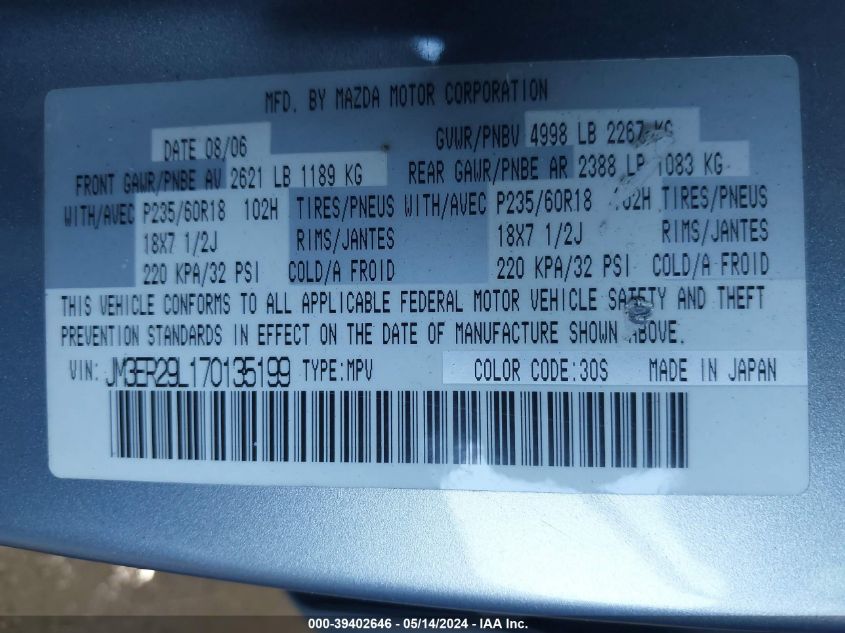 MFD. BY MAZDA MOTOR CORPORATION
DATE 08/06 GVWR/PNBV 4998 LB 2267 KG
FRONT GAWR/PNBE AV 2621 LB 1189 KG REAR GAWR/PNBE AR 2388 LB 1083 KG
WITH/AVEC P235/60R18 102H TIRES/PNEUS WITH/AVEC P235/60R18 102H TIRES/PNEUS
18X7 1/2J RIMS/JANTES 18X7 1/2J RIMS/JANTES
220 KPA/32 PSI COLD/A FROID 220 KPA/32 PSI COLD/A FROID
THIS VEHICLE CONFORMS TO ALL APPLICABLE FEDERAL MOTOR VEHICLE SAFETY AND THEFT
PREVENTION STANDARDS IN EFFECT ON THE DATE OF MANUFACTURE SHOWN ABOVE.
VIN: JM3ER29L170135199 TYPE:MPV COLOR CODE:30S MADE IN JAPAN
000-39402646 - 05/14/2024 - IAA Inc.